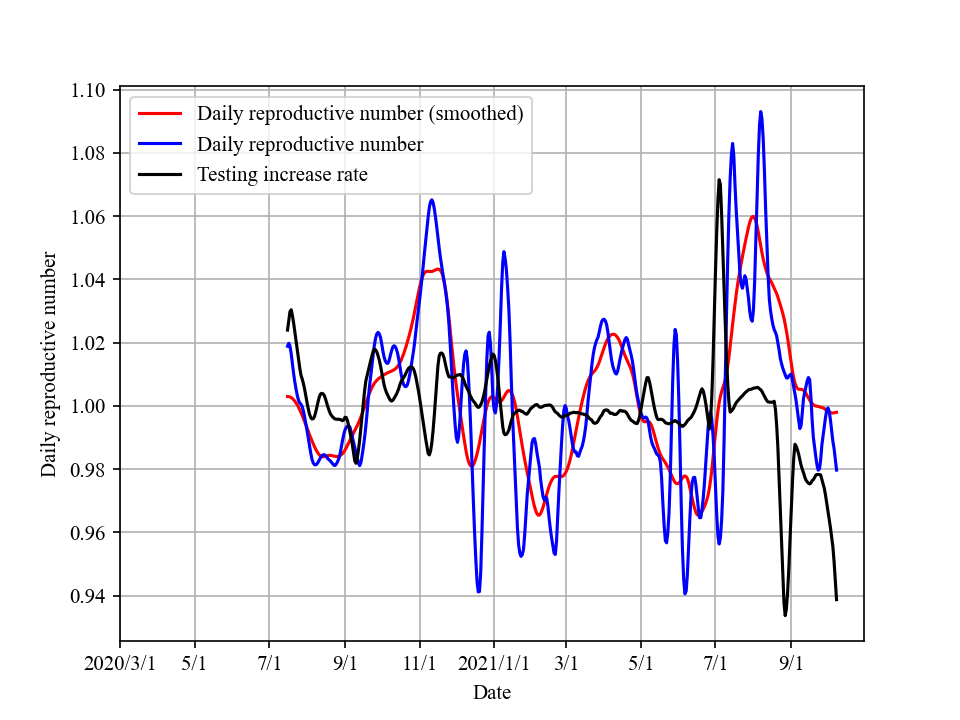 1.10
1.08
1.06
1.04
1.02
1.00
0.98
0.96
0.94
Daily reproductive number
Daily reproductive number (smoothed)
Daily reproductive number
Testing increase rate
2020/3/1 5/1 7/1 9/1 11/1 2021/1/1 3/1 5/1 7/1 9/1
Date